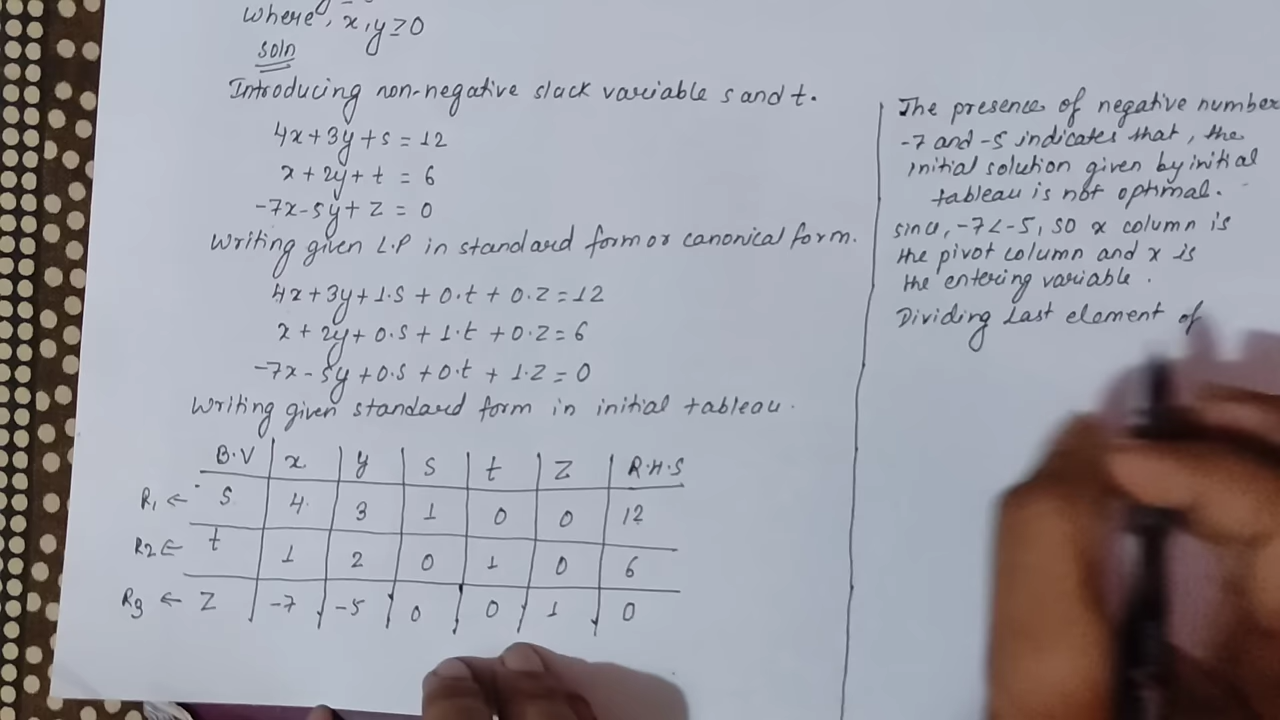 where, x, y ≥ 0
soln
Introducing non-negative slack variable s and t.
4x + 3y + s = 12
x + 2y + t = 6
-7x - 5y + Z = 0
Writing given L.P in standard form or canonical form.
4x + 3y + 1.s + 0.t + 0.Z = 12
x + 2y + 0.s + 1.t + 0.Z = 6
-7x - 5y + 0.s + 0.t + 1.Z = 0
Writing given standard form in initial tableau.
B.V x y S t Z R.H.S
R1 ← S 4 3 1 0 0 12
R2 ← t 1 2 0 1 0 6
R3 ← Z -7 -5 0 0 1 0
The presence of negative number
-7 and -5 indicates that, the
initial solution given by initial
tableau is not optimal.
since, -7 < -5, so x column is
the pivot column and x is
the entering variable.
Dividing Last element of